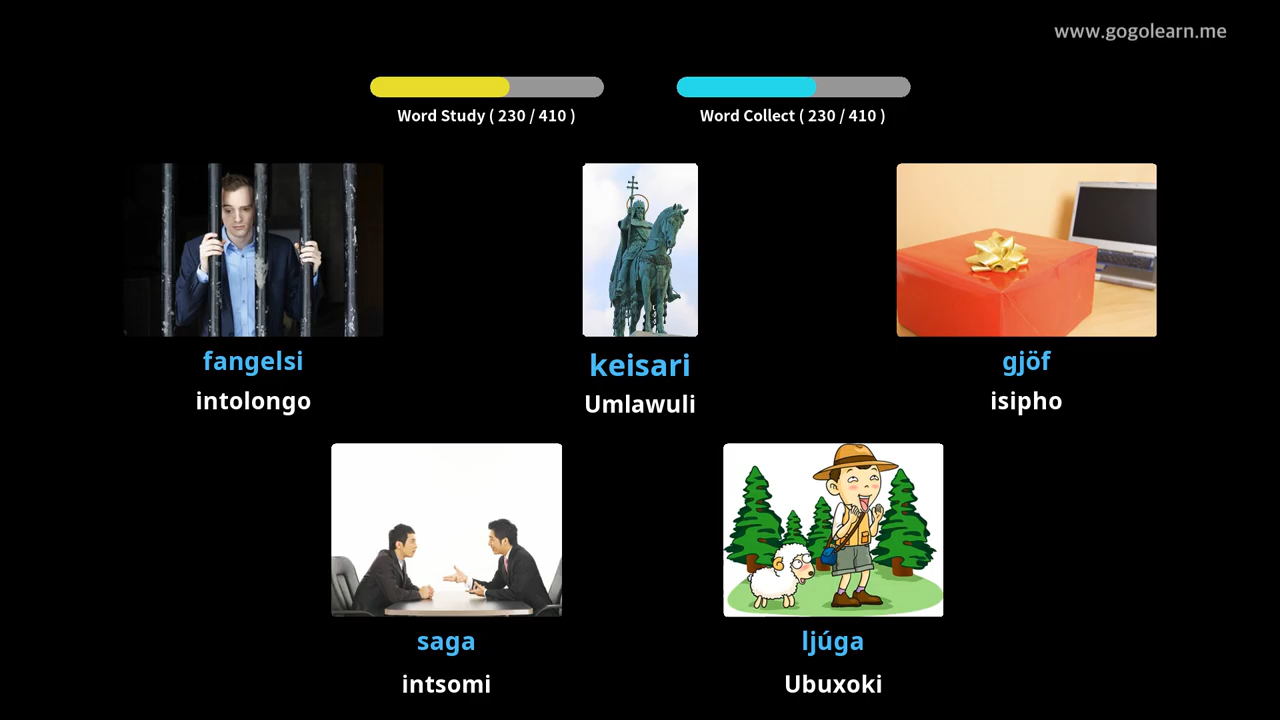 www.gogolearn.me
Word Study ( 230 / 410 )
Word Collect ( 230 / 410 )
fangelsi
keisari
gjöf
intolongo
Umlawuli
isipho
saga
ljúga
intsomi
Ubuxoki